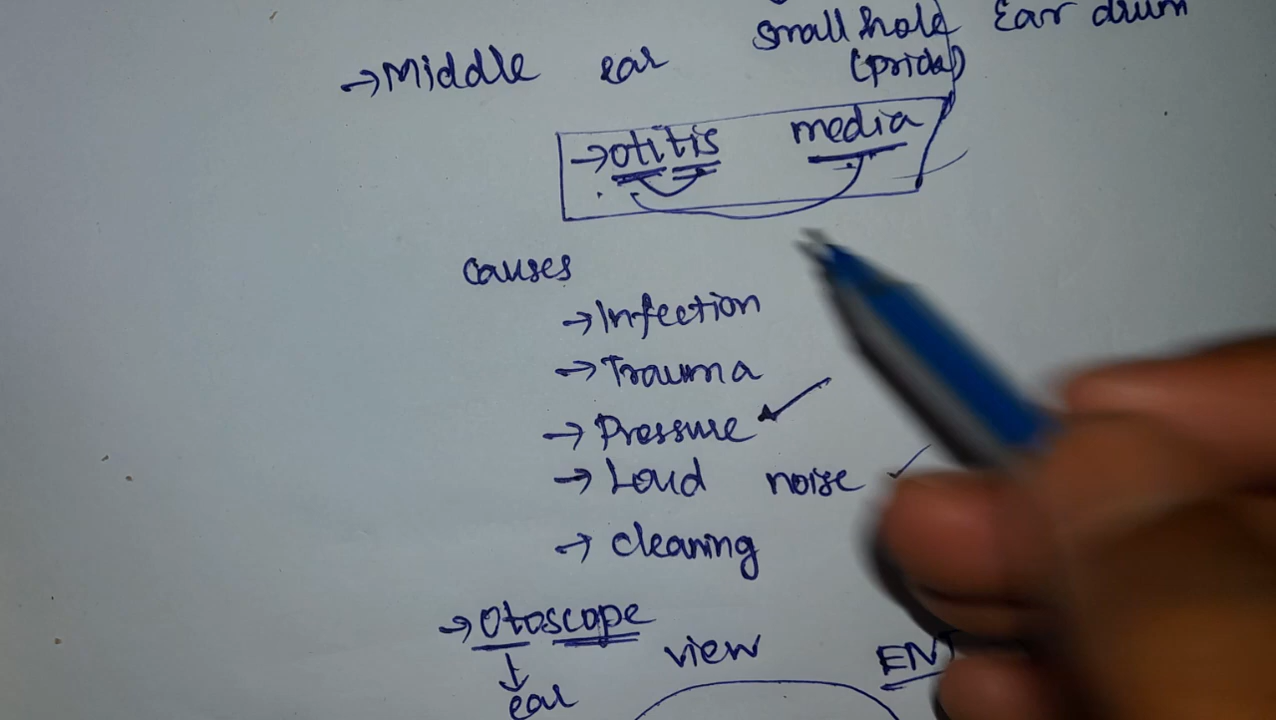 small hole Ear drum
→Middle ear
→otitis media
causes
→Infection
→Trauma
→Pressure
→Loud noise
→cleaning
→Otoscope
view
ENT
ear